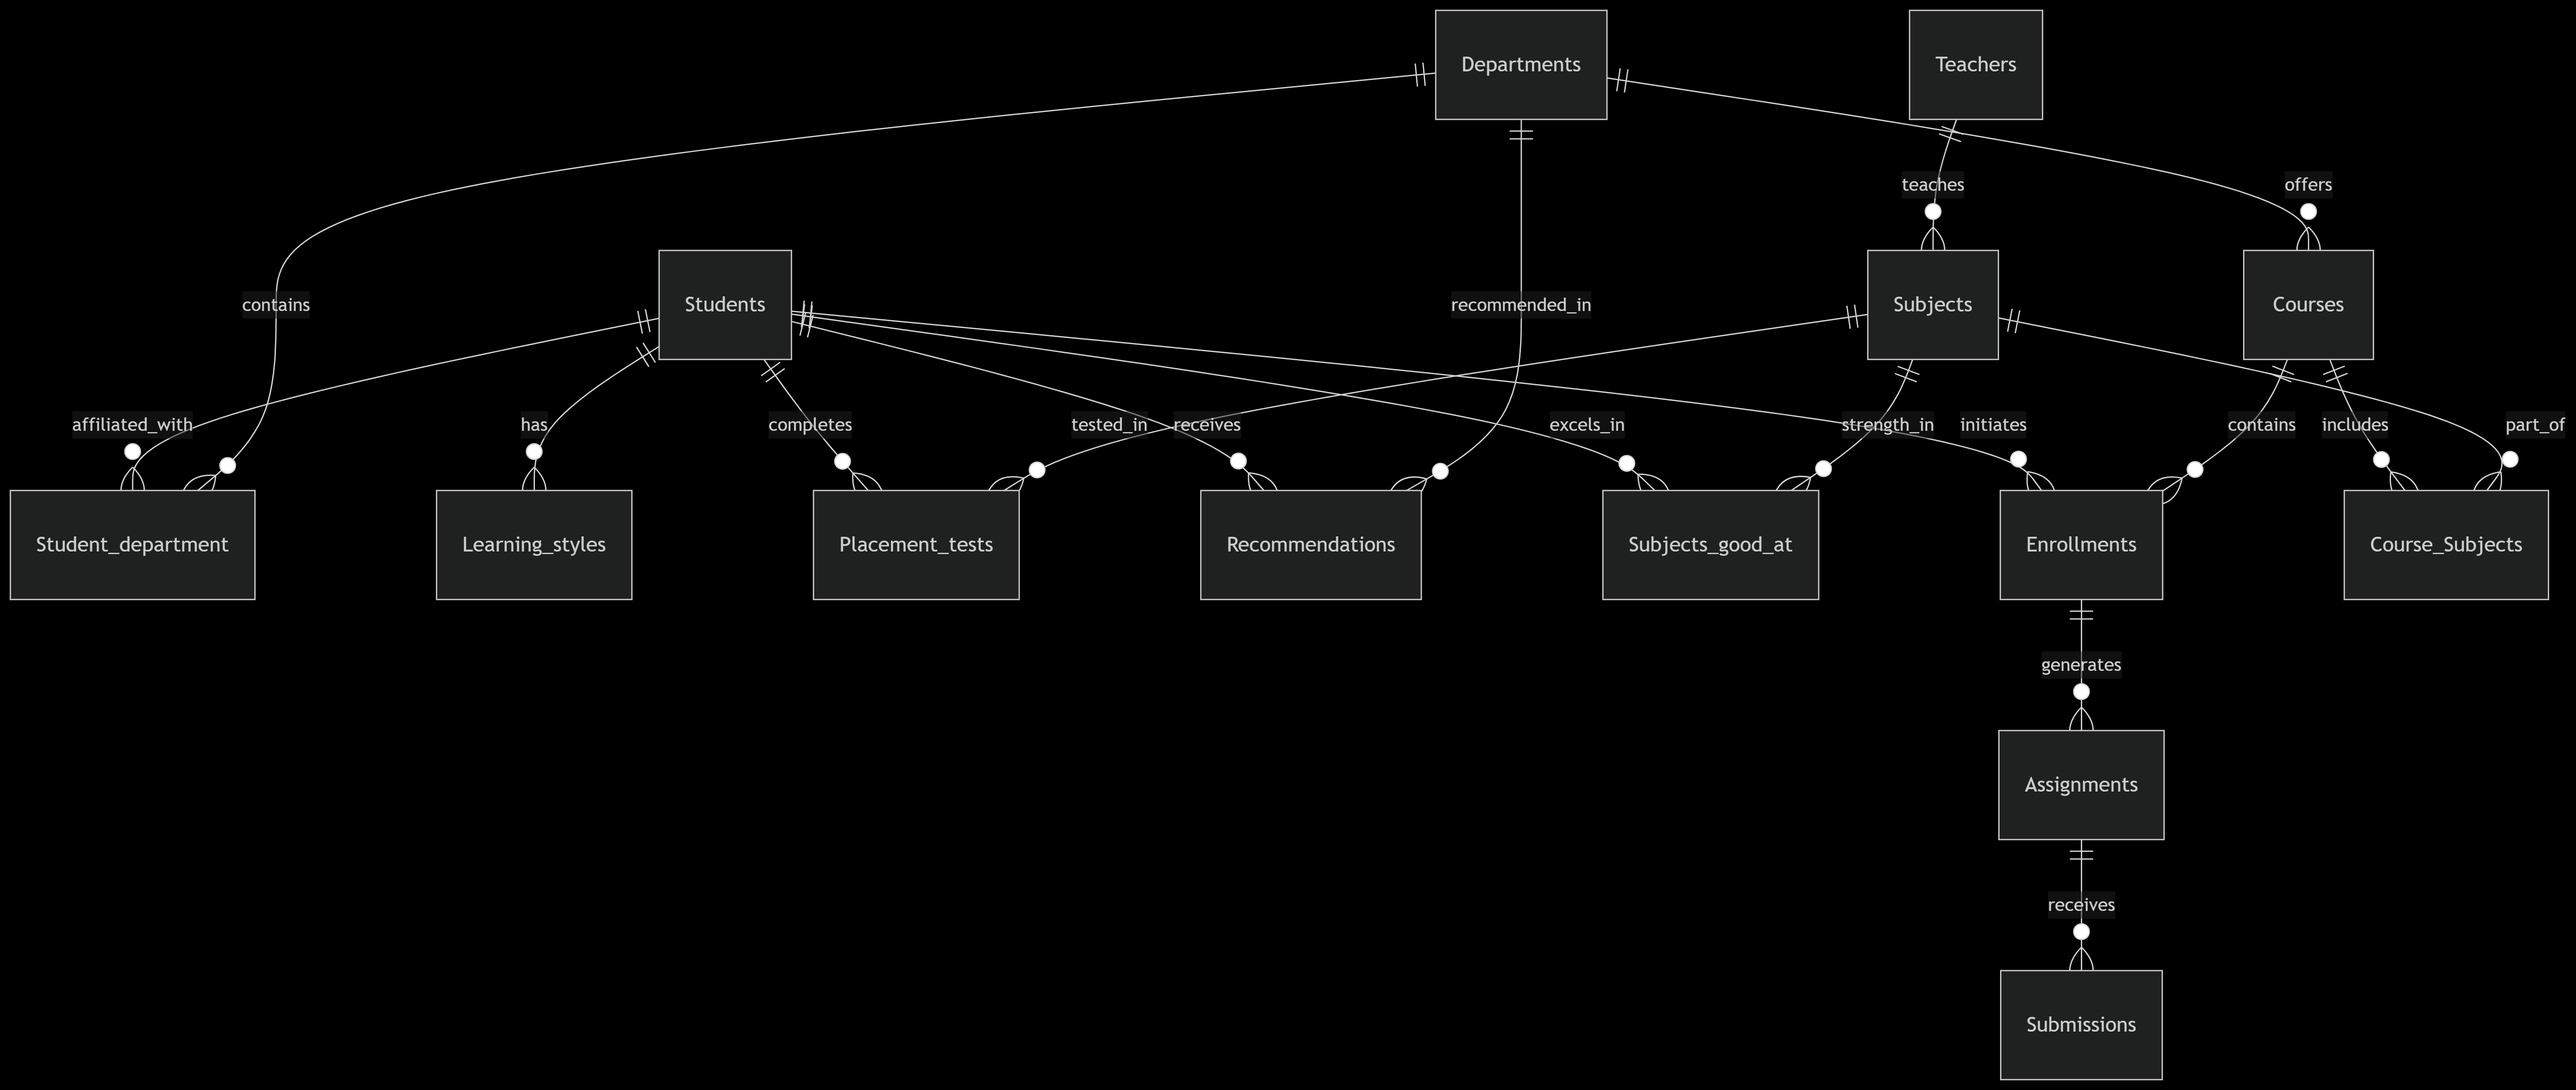 Departments
Teachers
teaches
offers
Students
contains
recommended_in
Subjects
Courses
affiliated_with
has
completes
tested_in
receives
excels_in
strength_in
initiates
contains
includes
part_of
Student_department
Learning_styles
Placement_tests
Recommendations
Subjects_good_at
Enrollments
Course_Subjects
generates
Assignments
receives
Submissions